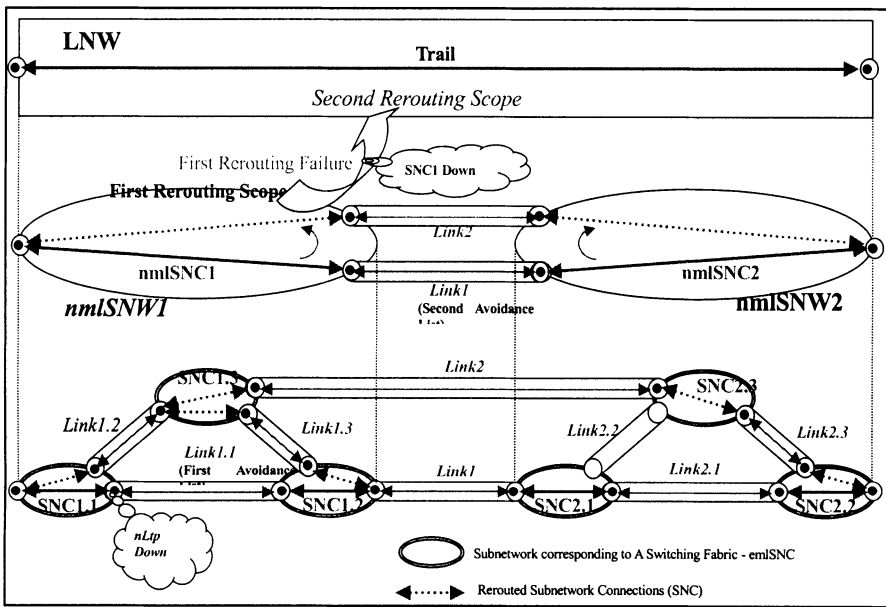 LNW
Trail
Second Rerouting Scope
First Rerouting Failure
SNC1 Down
First Rerouting Scope
Link2
nmlSNC1
nmlSNC2
Link1
nmlSNW1
(Second Avoidance
nmlSNW2
SNC1.3
Link2
SNC2.3
Link1.2
Link1.1
Link1.3
Link2.2
Link2.3
(First Avoidance
Link1
Link2.1
SNC1.1
SNC1.2
SNC2.1
SNC2.2
nLtp
Down
Subnetwork corresponding to A Switching Fabric - emlSNC
Rerouted Subnetwork Connections (SNC)